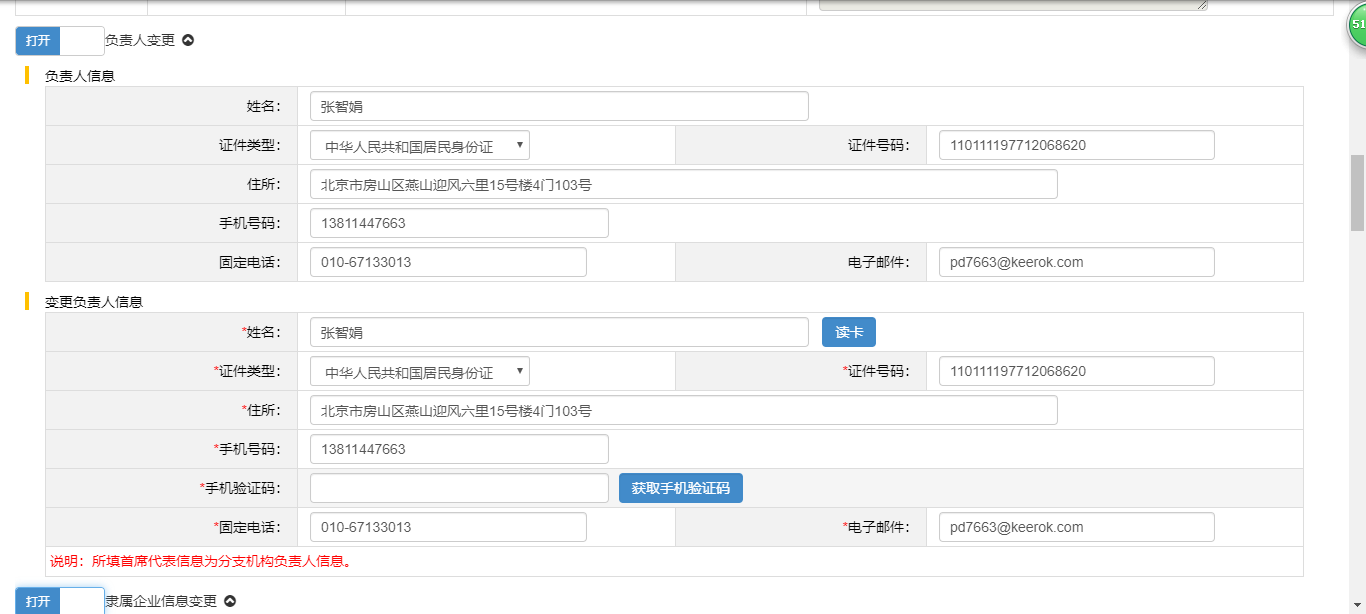 打开 负责人变更
51
负责人信息
姓名： 张智娟
证件类型： 中华人民共和国居民身份证 证件号码： 110111197712068620
住所： 北京市房山区燕山迎风六里15号楼4门103号
手机号码： 13811447663
固定电话： 010-67133013 电子邮件： pd7663@keerok.com
变更负责人信息
*姓名： 张智娟 读卡
*证件类型： 中华人民共和国居民身份证 *证件号码： 110111197712068620
*住所： 北京市房山区燕山迎风六里15号楼4门103号
*手机号码： 13811447663
*手机验证码： 获取手机验证码
*固定电话： 010-67133013 *电子邮件： pd7663@keerok.com
说明：所填首席代表信息为分支机构负责人信息。
打开 隶属企业信息变更